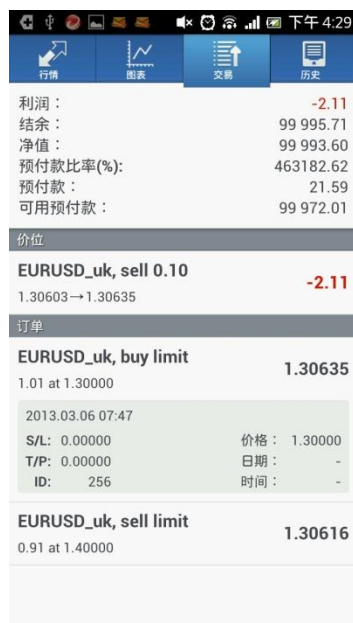 下午 4:29
行情 图表 交易 历史
利润： -2.11
结余： 99 995.71
净值： 99 993.60
预付款比率(%): 463182.62
预付款： 21.59
可用预付款： 99 972.01
价位
EURUSD_uk, sell 0.10
-2.11
1.30603→1.30635
订单
EURUSD_uk, buy limit
1.30635
1.01 at 1.30000
2013.03.06 07:47
S/L: 0.00000 价格： 1.30000
T/P: 0.00000 日期： -
ID: 256 时间： -
EURUSD_uk, sell limit
1.30616
0.91 at 1.40000